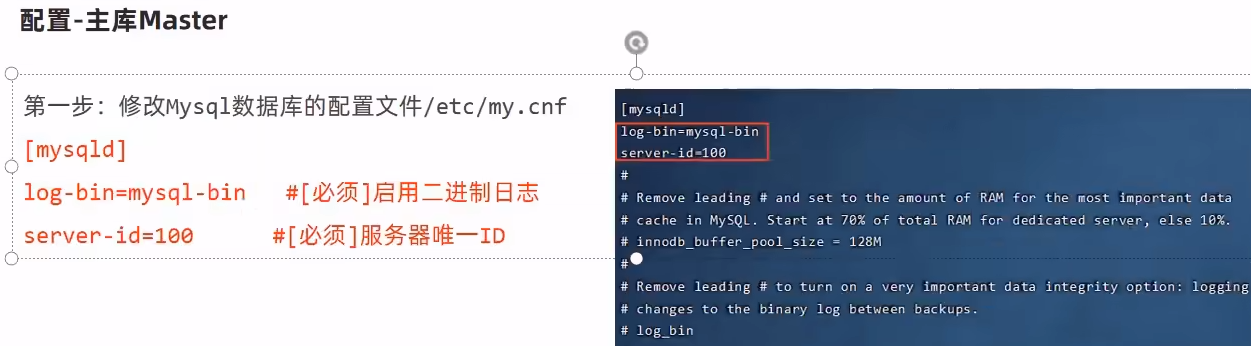 配置-主库Master
第一步：修改Mysql数据库的配置文件/etc/my.cnf
[mysqld]
log-bin=mysql-bin #[必须]启用二进制日志
server-id=100 #[必须]服务器唯一ID
[mysqld]
log-bin=mysql-bin
server-id=100
#
# Remove leading # and set to the amount of RAM for the most important data
# cache in MySQL. Start at 70% of total RAM for dedicated server, else 10%.
# innodb_buffer_pool_size = 128M
#
# Remove leading # to turn on a very important data integrity option: logging
# changes to the binary log between backups.
# log_bin